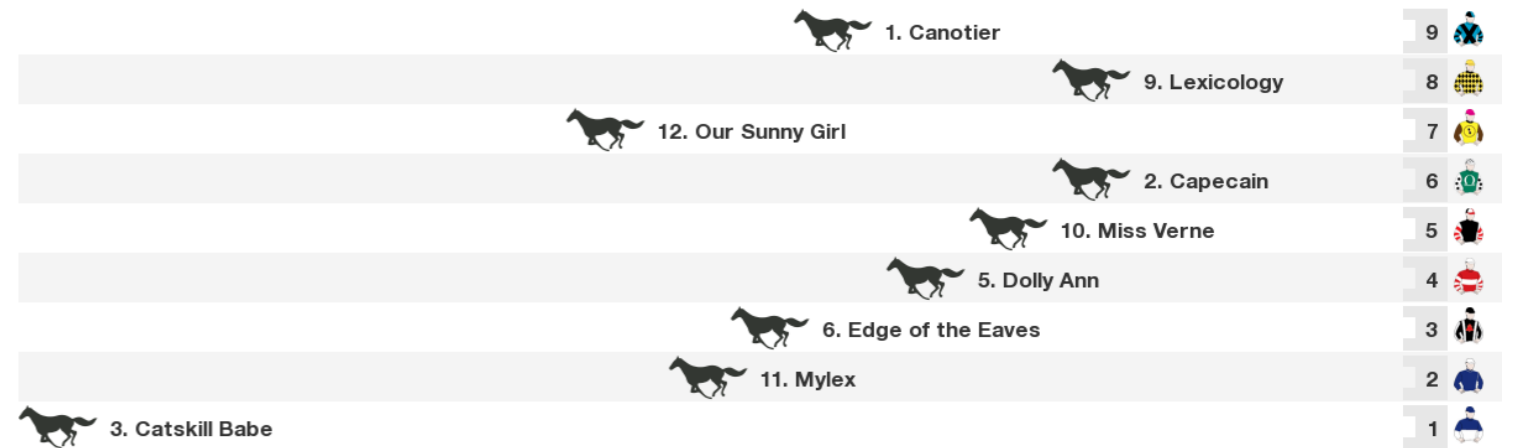 1. Canotier 9
9. Lexicology 8
12. Our Sunny Girl 7
2. Capecain 6
10. Miss Verne 5
5. Dolly Ann 4
6. Edge of the Eaves 3
11. Mylex 2
3. Catskill Babe 1